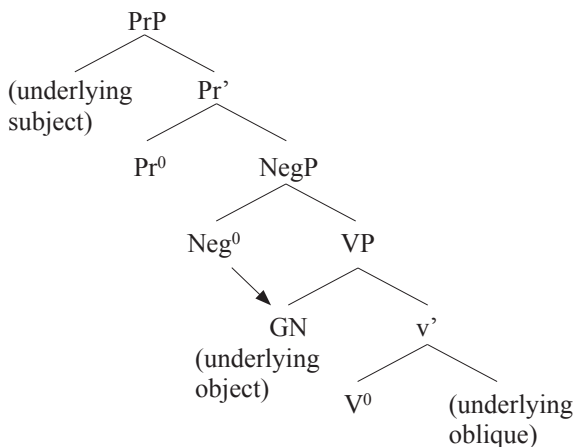 PrP
(underlying
subject)
Pr’
Pr⁰
NegP
Neg⁰
VP
GN
(underlying
object)
v’
V⁰
(underlying
oblique)